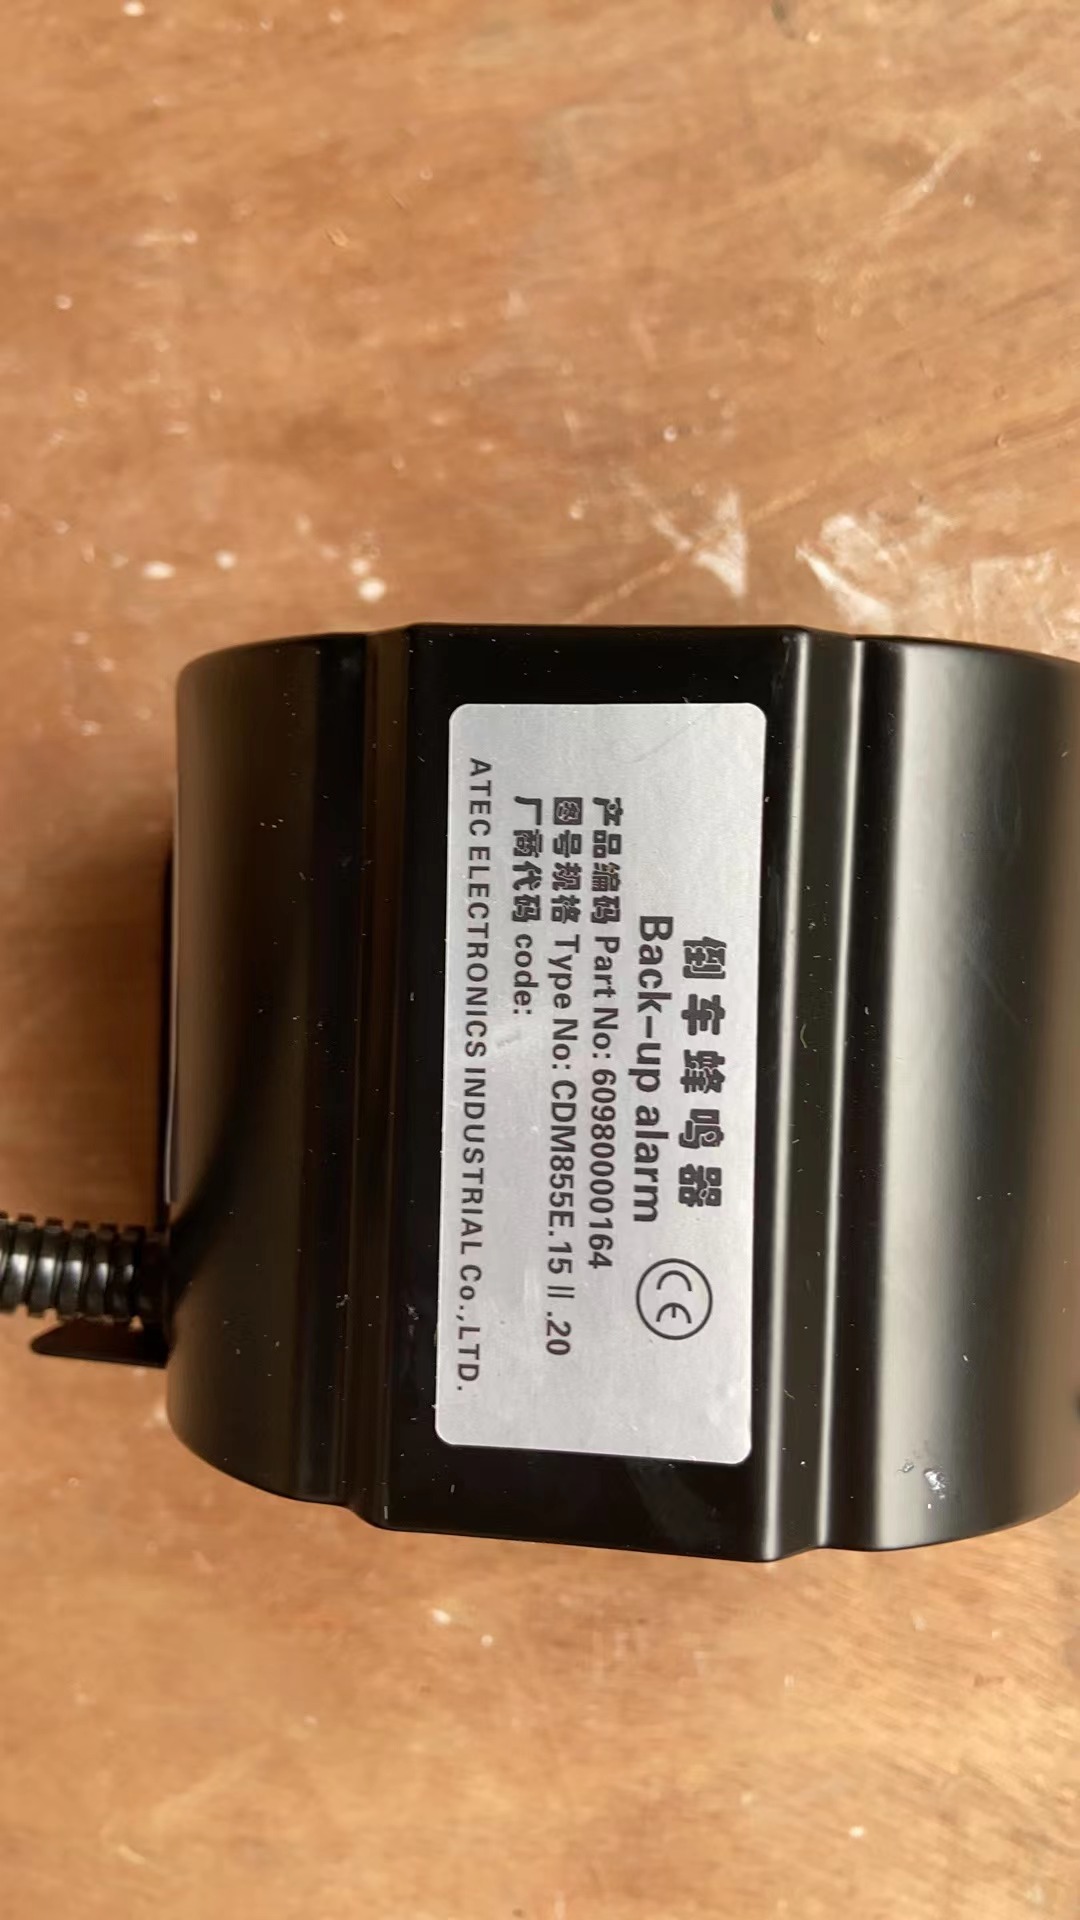 倒车蜂鸣器
Back-up alarm CE
产品编码 Part No: 60980000164
图号规格 Type No: CDM855E.15 II .20
厂商代码 code:
ATEC ELECTRONICS INDUSTRIAL Co.,LTD.